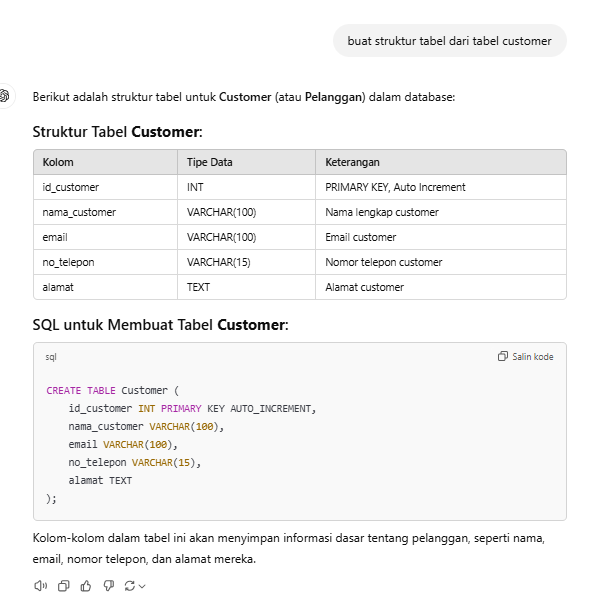 buat struktur tabel dari tabel customer
Berikut adalah struktur tabel untuk Customer (atau Pelanggan) dalam database:
Struktur Tabel Customer:
Kolom Tipe Data Keterangan
id_customer INT PRIMARY KEY, Auto Increment
nama_customer VARCHAR(100) Nama lengkap customer
email VARCHAR(100) Email customer
no_telepon VARCHAR(15) Nomor telepon customer
alamat TEXT Alamat customer
SQL untuk Membuat Tabel Customer:
sql Salin kode
CREATE TABLE Customer (
    id_customer INT PRIMARY KEY AUTO_INCREMENT,
    nama_customer VARCHAR(100),
    email VARCHAR(100),
    no_telepon VARCHAR(15),
    alamat TEXT
);
Kolom-kolom dalam tabel ini akan menyimpan informasi dasar tentang pelanggan, seperti nama,
email, nomor telepon, dan alamat mereka.